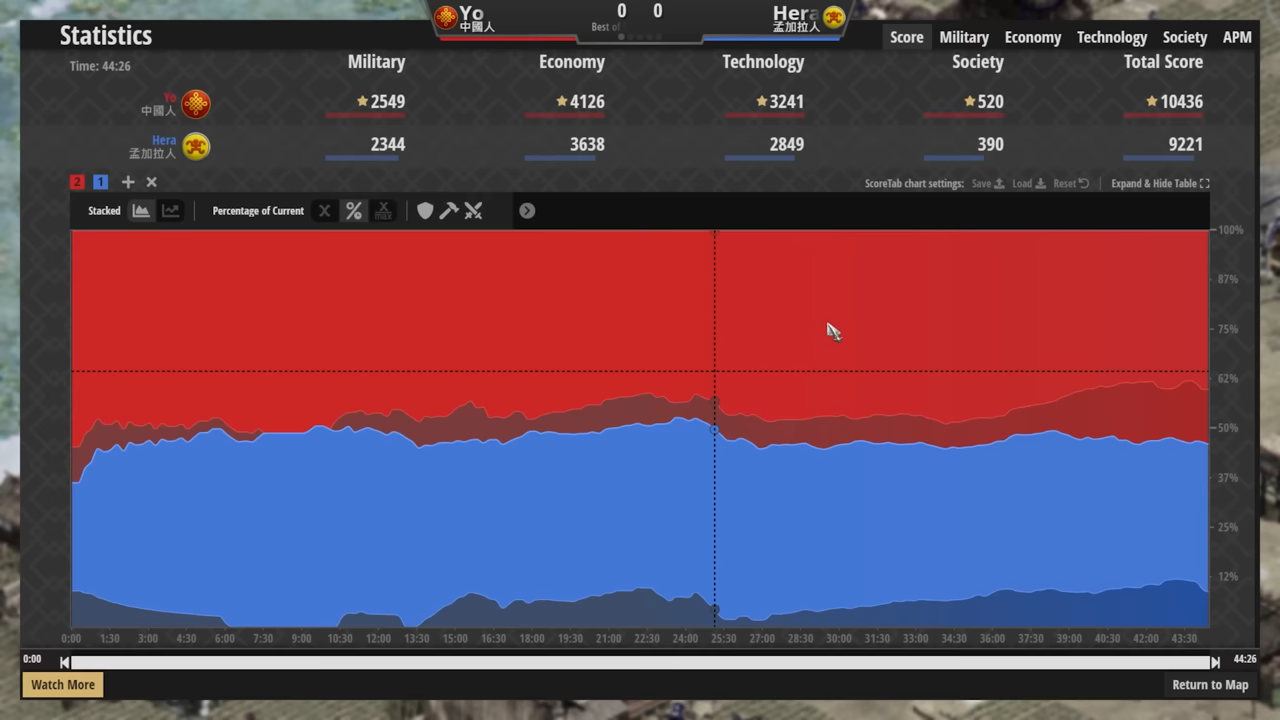 Yo
中國人
0 0
Best of
Hera
孟加拉人
Statistics
Score Military Economy Technology Society APM
Time: 44:26
Military Economy Technology Society Total Score
Yo
中國人
2549 4126 3241 520 10436
Hera
孟加拉人
2344 3638 2849 390 9221
2 1
ScoreTab chart settings: Save Load Reset Expand & Hide Table
Stacked Percentage of Current X % X max
100%
87%
75%
62%
50%
37%
25%
12%
0:00 1:30 3:00 4:30 6:00 7:30 9:00 10:30 12:00 13:30 15:00 16:30 18:00 19:30 21:00 22:30 24:00 25:30 27:00 28:30 30:00 31:30 33:00 34:30 36:00 37:30 39:00 40:30 42:00 43:30
0:00 44:26
Watch More Return to Map